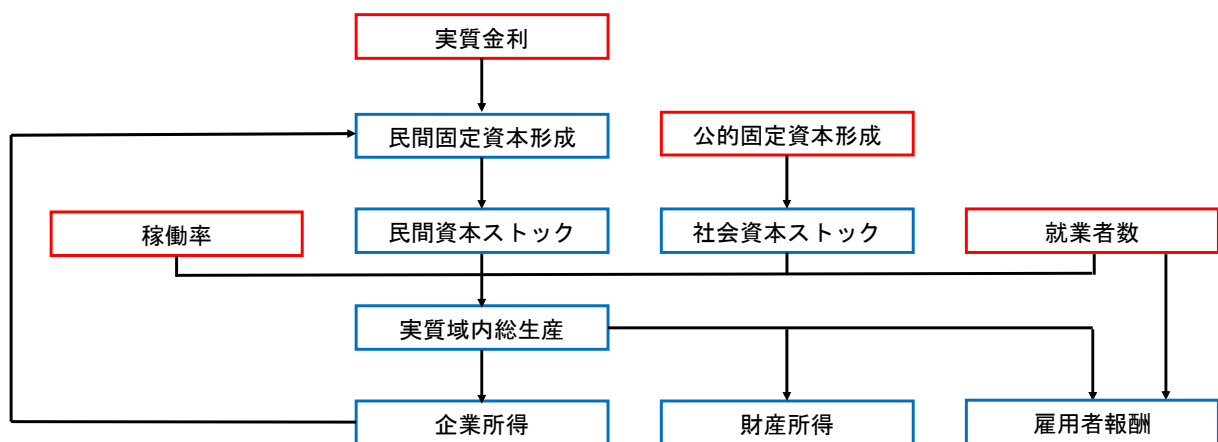 実質金利
民間固定資本形成
公的固定資本形成
稼働率
民間資本ストック
社会資本ストック
就業者数
実質域内総生産
企業所得
財産所得
雇用者報酬